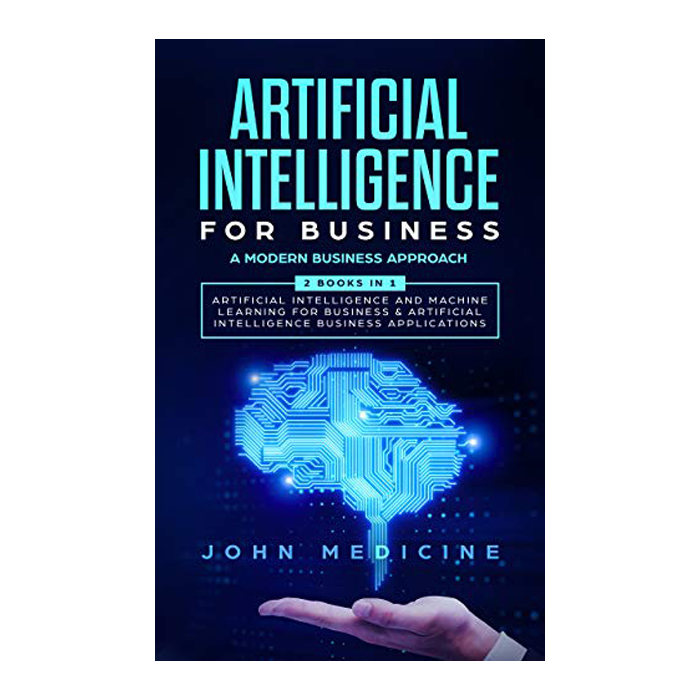 ARTIFICIAL
INTELLIGENCE
FOR BUSINESS
A MODERN BUSINESS APPROACH
2 BOOKS IN 1
ARTIFICIAL INTELLIGENCE AND MACHINE
LEARNING FOR BUSINESS & ARTIFICIAL
INTELLIGENCE BUSINESS APPLICATIONS
JOHN MEDICINE